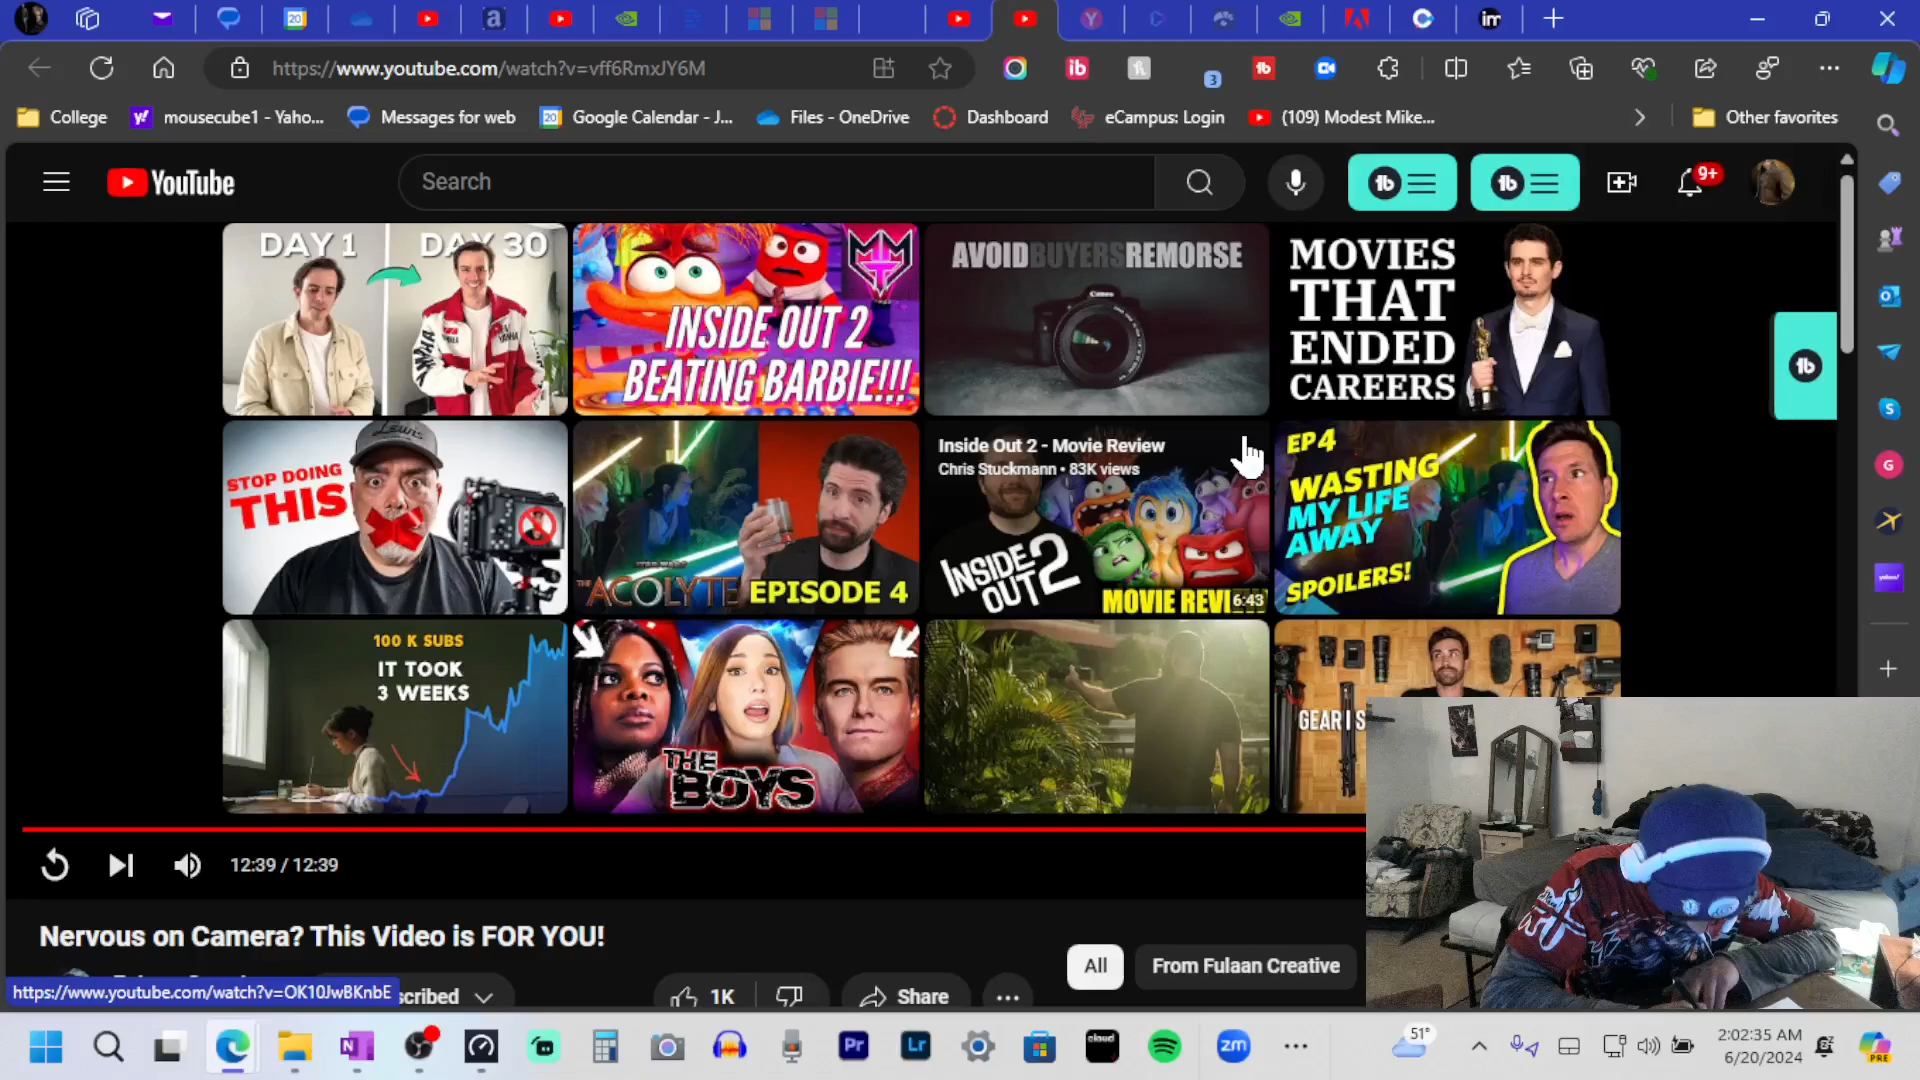 https://www.youtube.com/watch?v=vff6RmxJY6M
3
College
mousecube1 - Yaho...
Messages for web
Google Calendar - J...
Files - OneDrive
Dashboard
eCampus: Login
(109) Modest Mike...
Other favorites
YouTube
Search
9+
DAY 1
DAY 30
INSIDE OUT 2
BEATING BARBIE!!!
AVOIDBUYERSREMORSE
Canon
MOVIES
THAT
ENDED
CAREERS
STOP DOING
THIS
THE ACOLYTE
EPISODE 4
Inside Out 2 - Movie Review
Chris Stuckmann • 83K views
INSIDE OUT 2
6:43
EP4
WASTING
MY LIFE
AWAY
SPOILERS!
100 K SUBS
IT TOOK
3 WEEKS
THE BOYS
GEAR I S
12:39 / 12:39
Nervous on Camera? This Video is FOR YOU!
All
From Fulaan Creative
https://www.youtube.com/watch?v=OK10JwBKnbE
scribed
1K
Share
51°
2:02:35 AM
6/20/2024